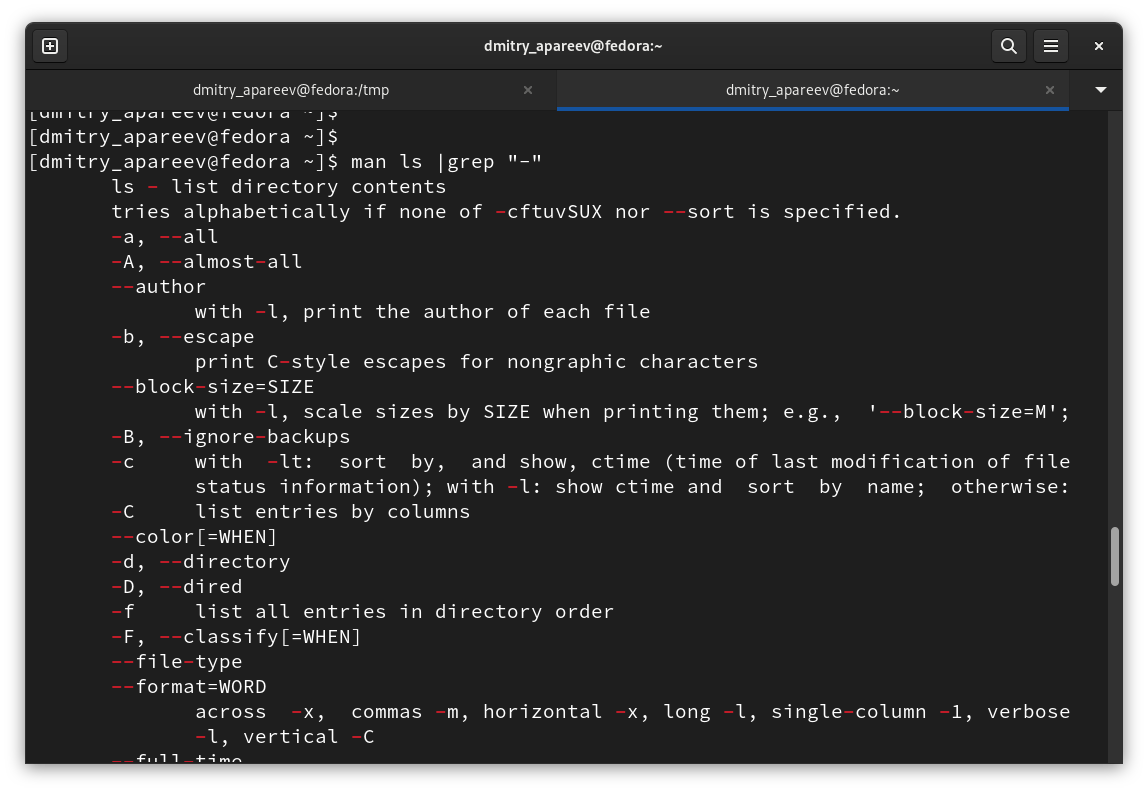 dmitry_apareev@fedora:~
dmitry_apareev@fedora:/tmp
dmitry_apareev@fedora:~
[dmitry_apareev@fedora ~]$
[dmitry_apareev@fedora ~]$
[dmitry_apareev@fedora ~]$ man ls |grep "-"
ls - list directory contents
tries alphabetically if none of -cftuvSUX nor --sort is specified.
-a, --all
-A, --almost-all
--author
with -l, print the author of each file
-b, --escape
print C-style escapes for nongraphic characters
--block-size=SIZE
with -l, scale sizes by SIZE when printing them; e.g.,  '--block-size=M';
-B, --ignore-backups
-c     with  -lt:  sort  by,  and show, ctime (time of last modification of file
status information); with -l: show ctime and  sort  by  name;  otherwise:
-C     list entries by columns
--color[=WHEN]
-d, --directory
-D, --dired
-f     list all entries in directory order
-F, --classify[=WHEN]
--file-type
--format=WORD
across  -x,  commas -m, horizontal -x, long -l, single-column -1, verbose
-l, vertical -C
--full-time